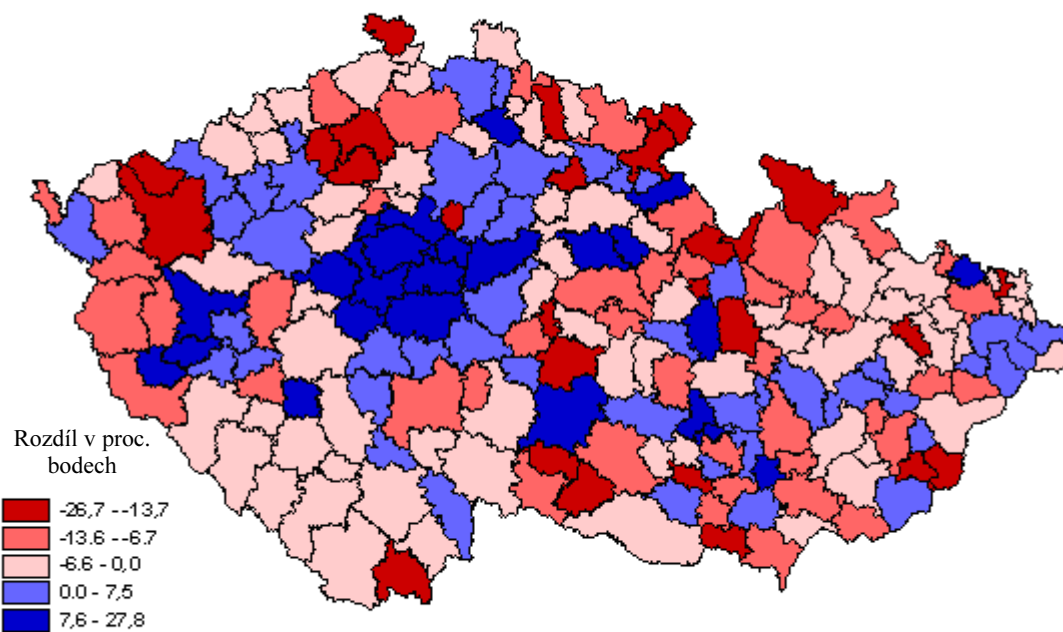 Rozdíl v proc.
bodech
-26,7 --13,7
-13.6 --6.7
-6.6 - 0,0
0.0 - 7,5
7,6 - 27,8